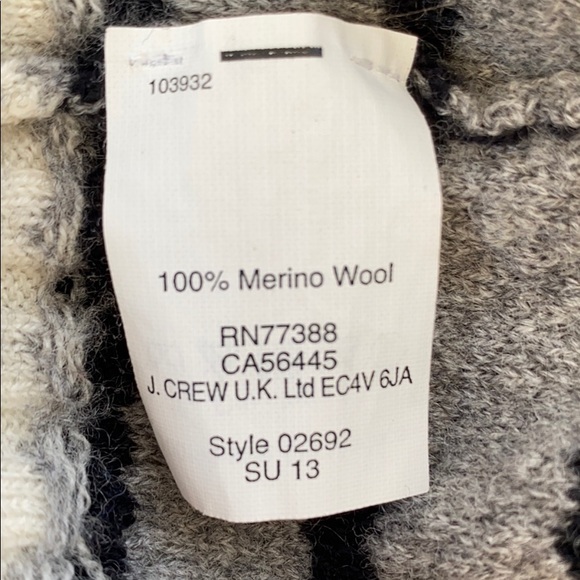 103932
100% Merino Wool
RN77388
CA56445
J. CREW U.K. Ltd EC4V 6JA
Style 02692
SU 13